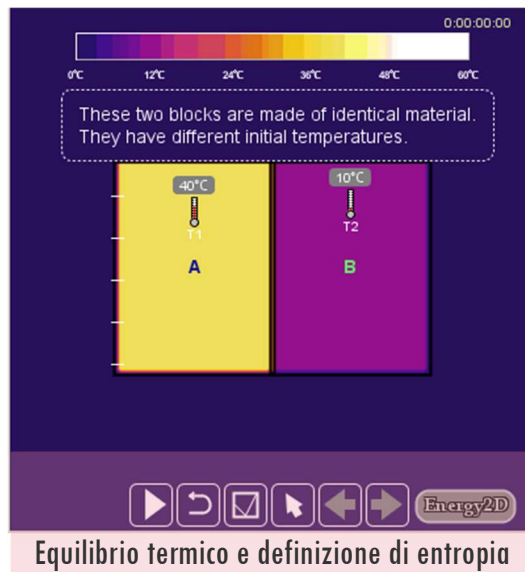 0:00:00:00
0°C 12°C 24°C 36°C 48°C 60°C
These two blocks are made of identical material.
They have different initial temperatures.
40°C 10°C
T1 T2
A B
Energy2D
Equilibrio termico e definizione di entropia